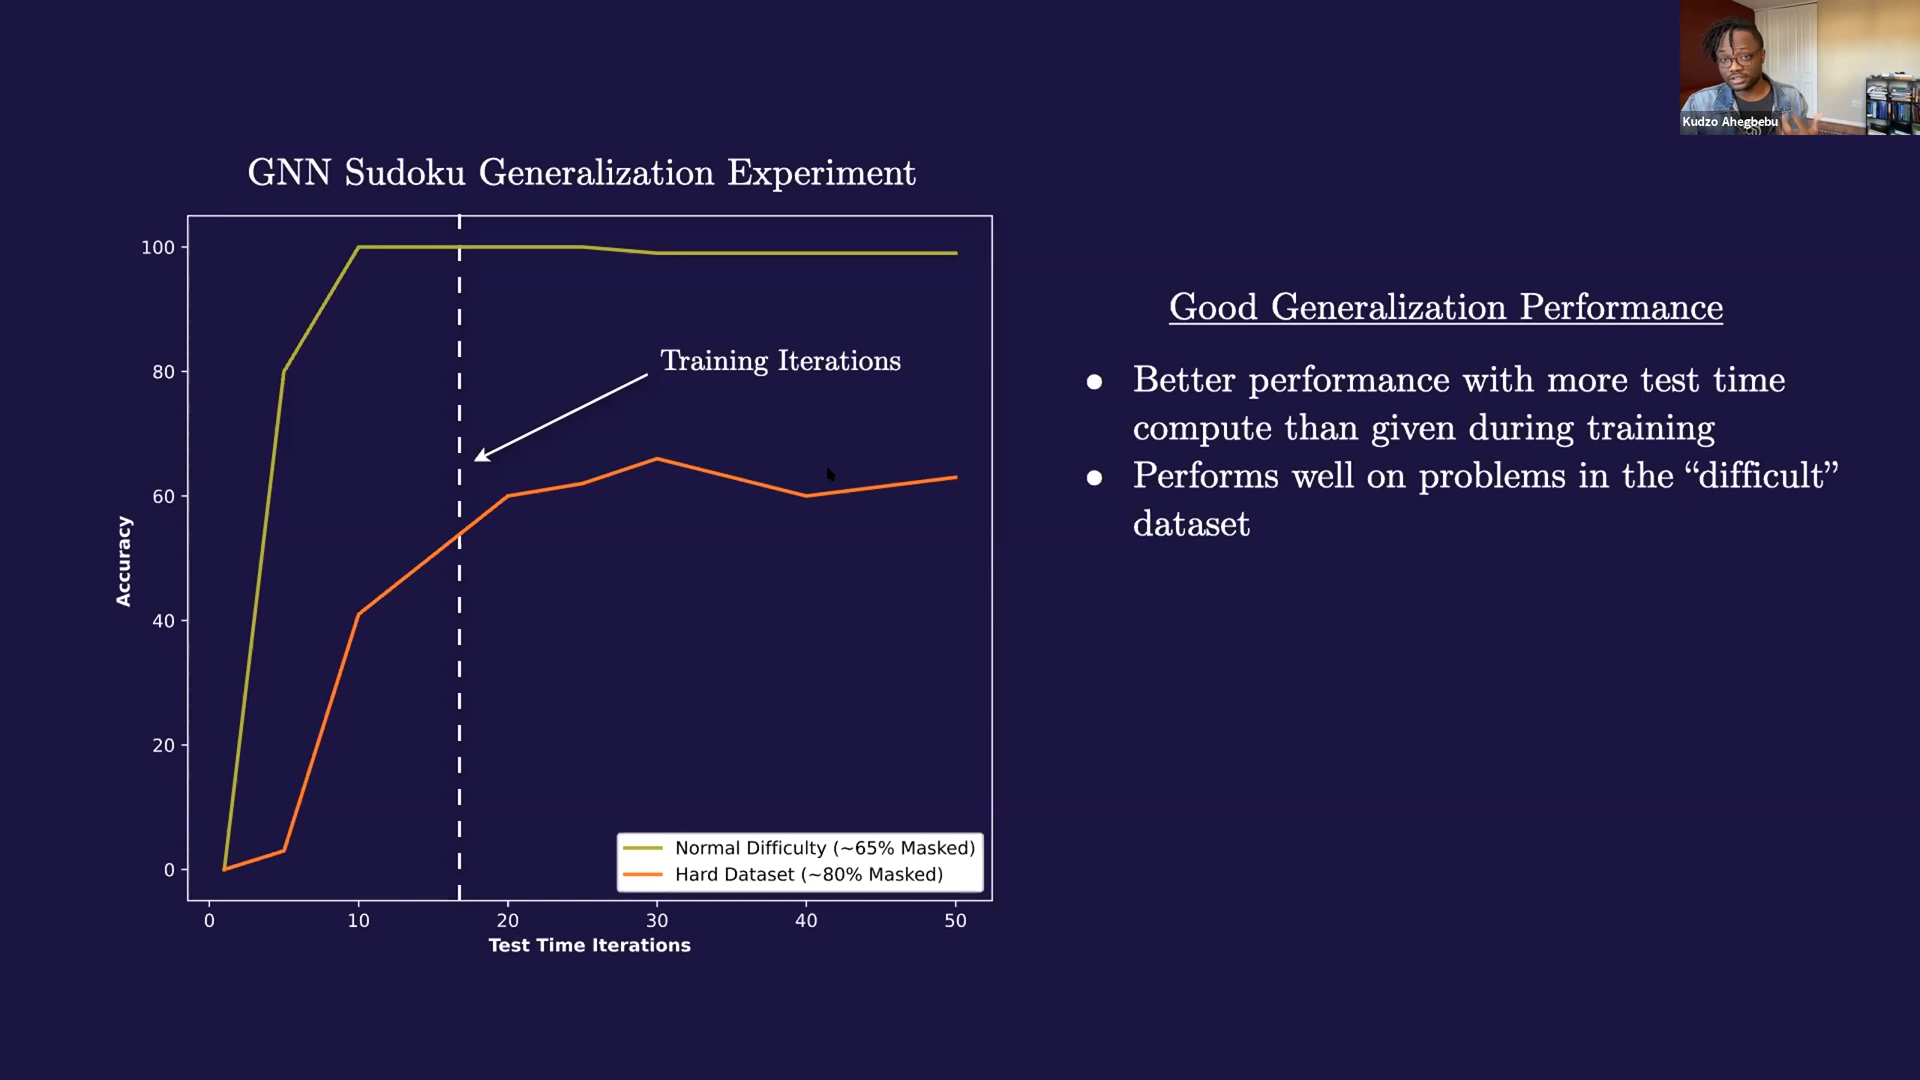 Kudzo Ahegbebu
GNN Sudoku Generalization Experiment
100
80
60
40
20
0
Accuracy
Training Iterations
Normal Difficulty (~65% Masked)
Hard Dataset (~80% Masked)
0 10 20 30 40 50
Test Time Iterations
Good Generalization Performance
● Better performance with more test time
compute than given during training
● Performs well on problems in the “difficult”
dataset